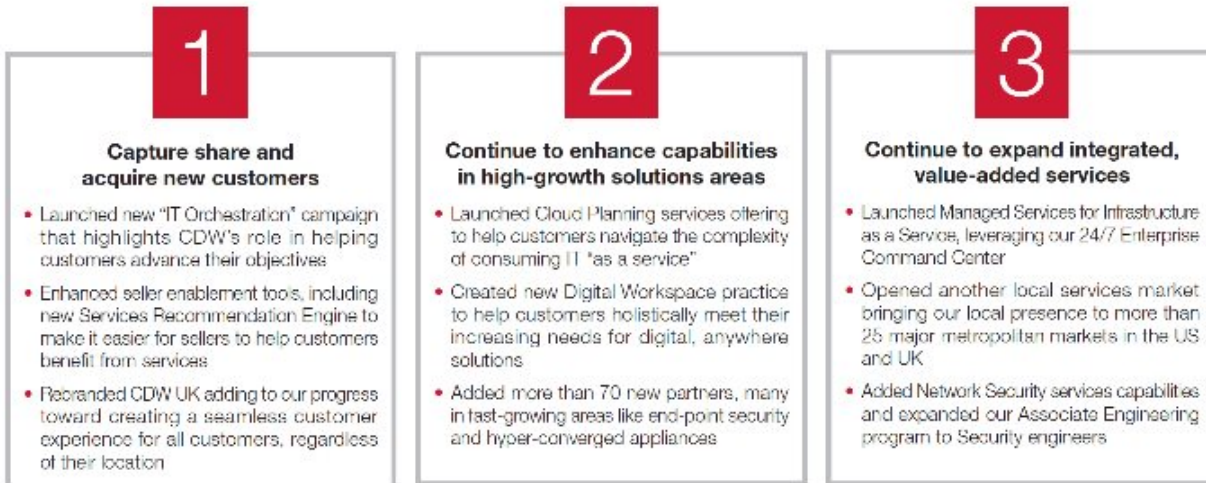 1
Capture share and
acquire new customers
• Launched new "IT Orchestration" campaign
that highlights CDW's role in helping
customers advance their objectives
• Enhanced seller enablement tools, including
new Services Recommendation Engine to
make it easier for sellers to help customers
benefit from services
• Rebranded CDW UK adding to our progress
toward creating a seamless customer
experience for all customers, regardless
of their location
2
Continue to enhance capabilities
in high-growth solutions areas
• Launched Cloud Planning services offering
to help customers navigate the complexity
of consuming IT "as a service"
• Created new Digital Workspace practice
to help customers holistically meet their
increasing needs for digital, anywhere
solutions
• Added more than 70 new partners, many
in fast-growing areas like end-point security
and hyper-converged appliances
3
Continue to expand integrated,
value-added services
• Launched Managed Services for Infrastructure
as a Service, leveraging our 24/7 Enterprise
Command Center
• Opened another local services market
bringing our local presence to more than
25 major metropolitan markets in the US
and UK
• Added Network Security services capabilities
and expanded our Associate Engineering
program to Security engineers